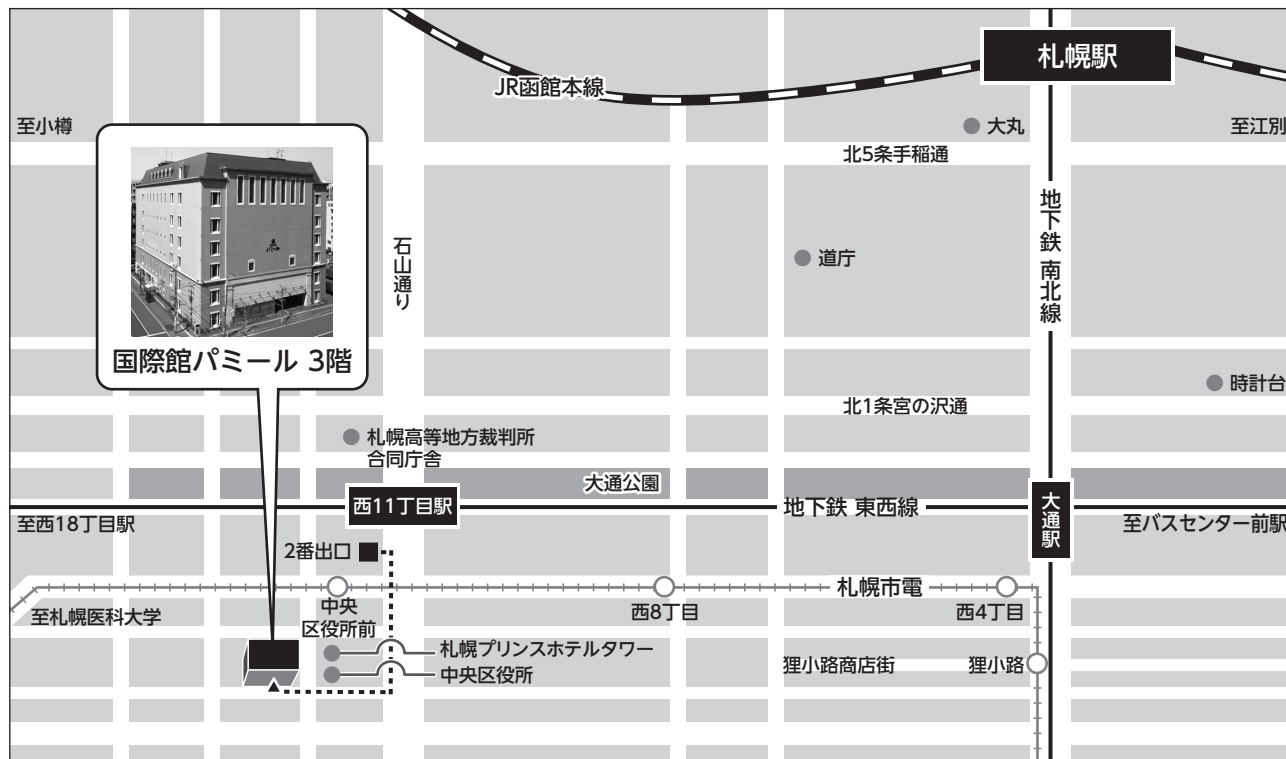 札幌駅
JR函館本線
至小樽
大丸
至江別
北5条手稲通
地下鉄 南北線
石山通り
道庁
国際館パミール 3階
時計台
北1条宮の沢通
札幌高等地方裁判所
合同庁舎
大通公園
西11丁目駅
地下鉄 東西線
大通駅
至西18丁目駅
至バスセンター前駅
2番出口
札幌市電
至札幌医科大学
中央
区役所前
西8丁目
西4丁目
札幌プリンスホテルタワー
中央区役所
狸小路商店街
狸小路